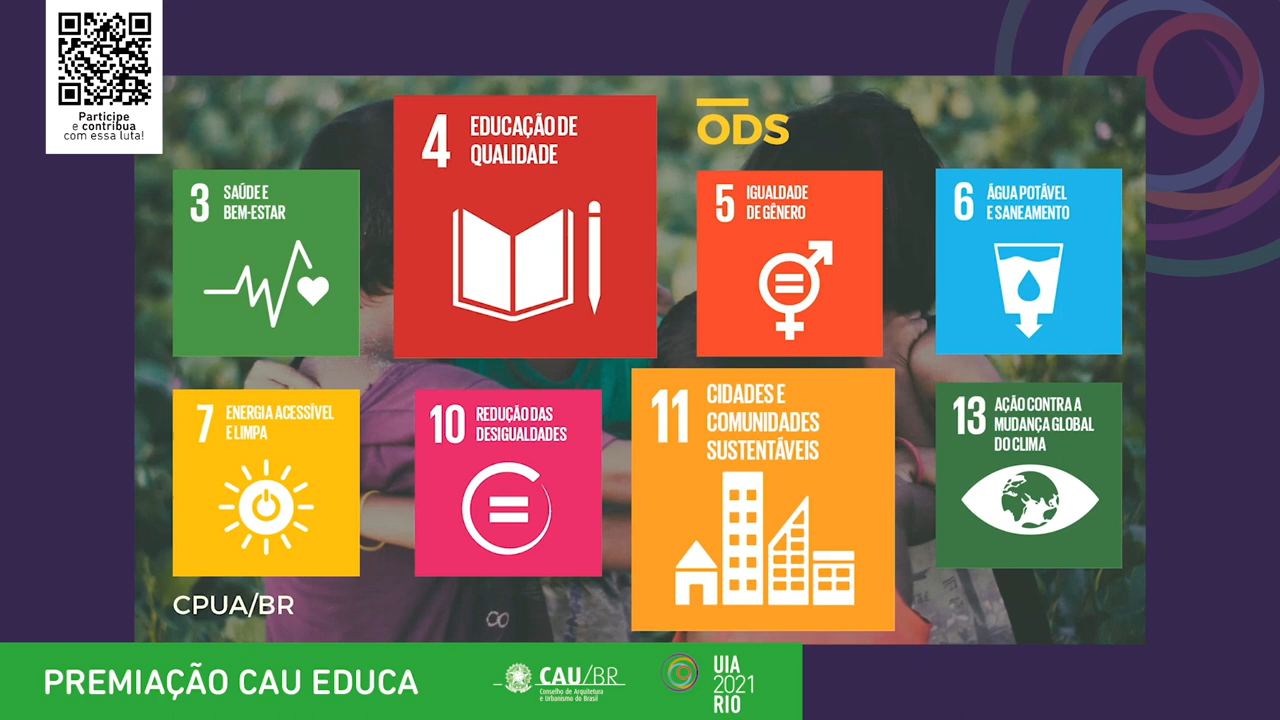 Participe
e contribua
com essa luta!
ODS
3 SAÚDE E
BEM-ESTAR
4 EDUCAÇÃO DE
QUALIDADE
5 IGUALDADE
DE GÊNERO
6 ÁGUA POTÁVEL
E SANEAMENTO
7 ENERGIA ACESSÍVEL
E LIMPA
10 REDUÇÃO DAS
DESIGUALDADES
11 CIDADES E
COMUNIDADES
SUSTENTÁVEIS
13 AÇÃO CONTRA A
MUDANÇA GLOBAL
DO CLIMA
CPUA/BR
PREMIAÇÃO CAU EDUCA
CAU/BR
Conselho de Arquitetura
e Urbanismo do Brasil
UIA
2021
RIO